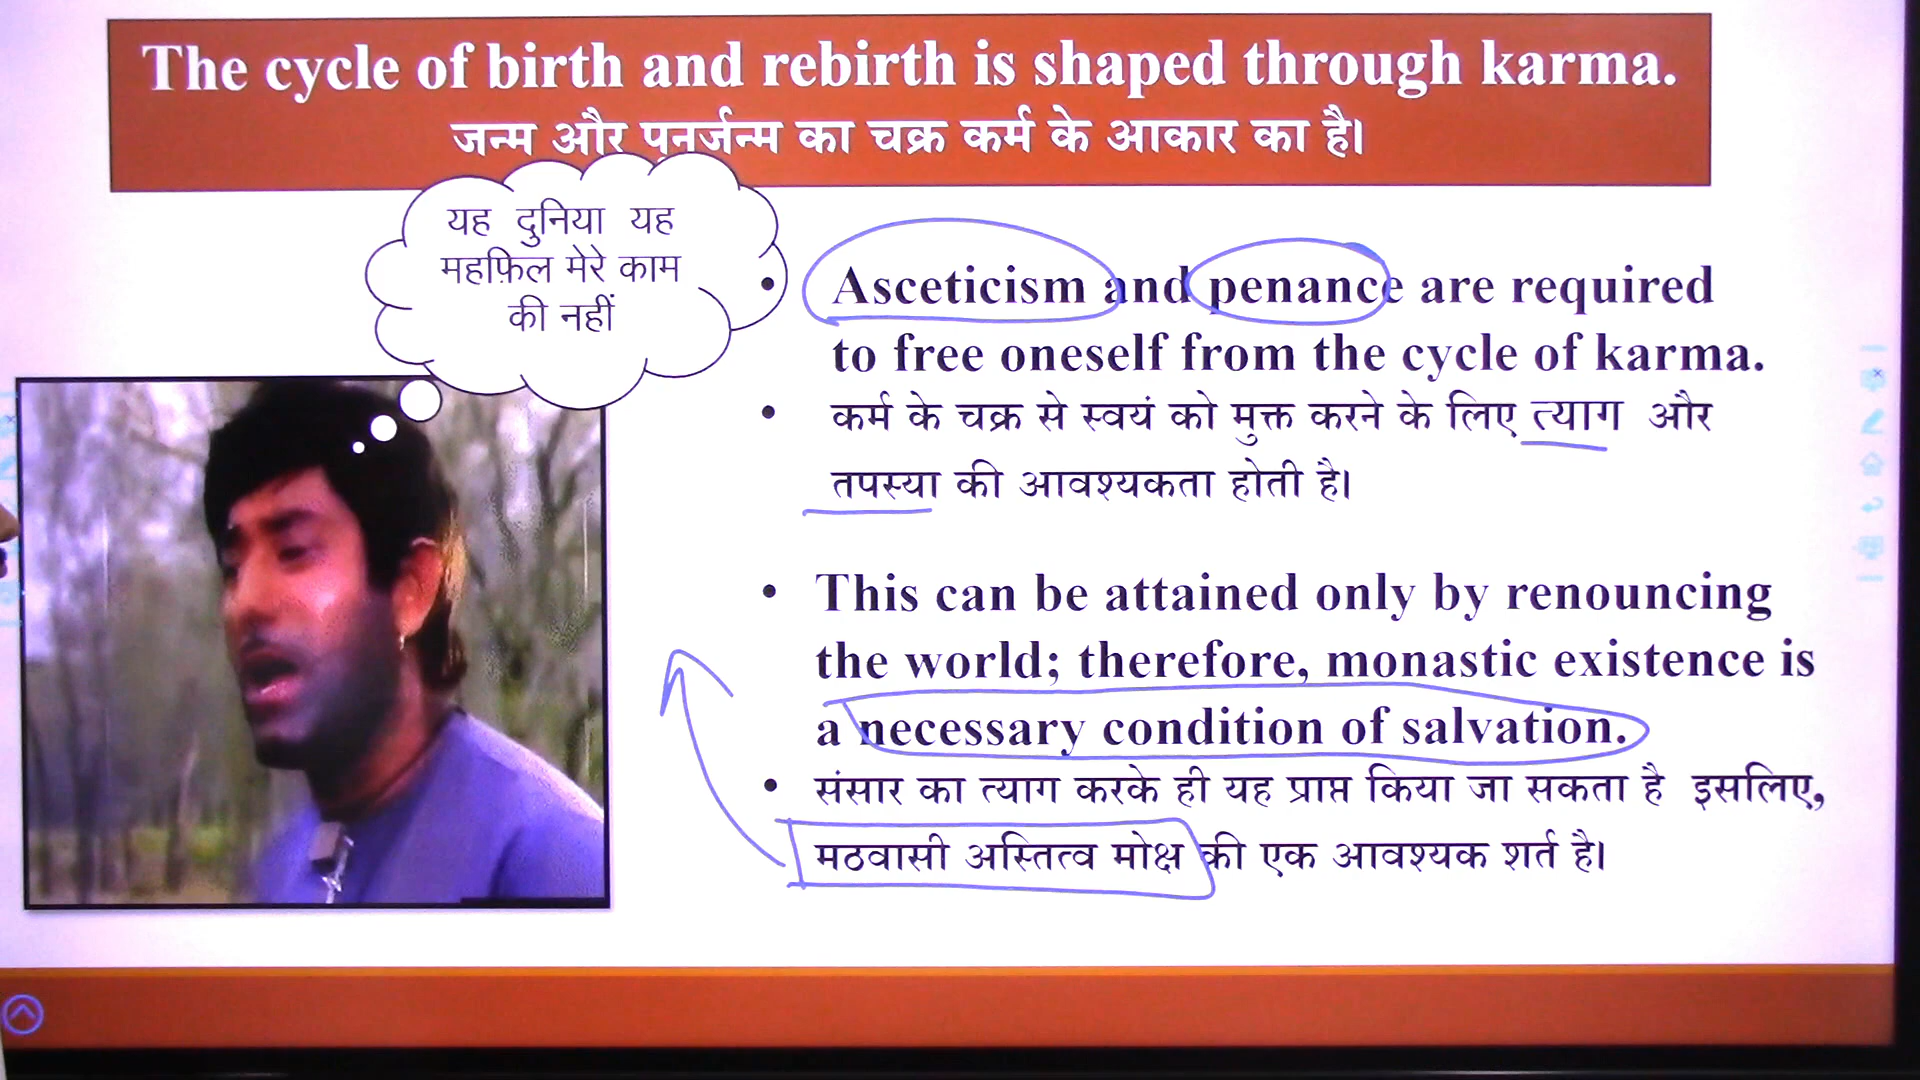 The cycle of birth and rebirth is shaped through karma.
जन्म और पुनर्जन्म का चक्र कर्म के आकार का है।
यह दुनिया यह
महफ़िल मेरे काम
की नहीं
• Asceticism and penance are required
to free oneself from the cycle of karma.
• कर्म के चक्र से स्वयं को मुक्त करने के लिए त्याग और
तपस्या की आवश्यकता होती है।
• This can be attained only by renouncing
the world; therefore, monastic existence is
a necessary condition of salvation.
• संसार का त्याग करके ही यह प्राप्त किया जा सकता है इसलिए,
मठवासी अस्तित्व मोक्ष की एक आवश्यक शर्त है।